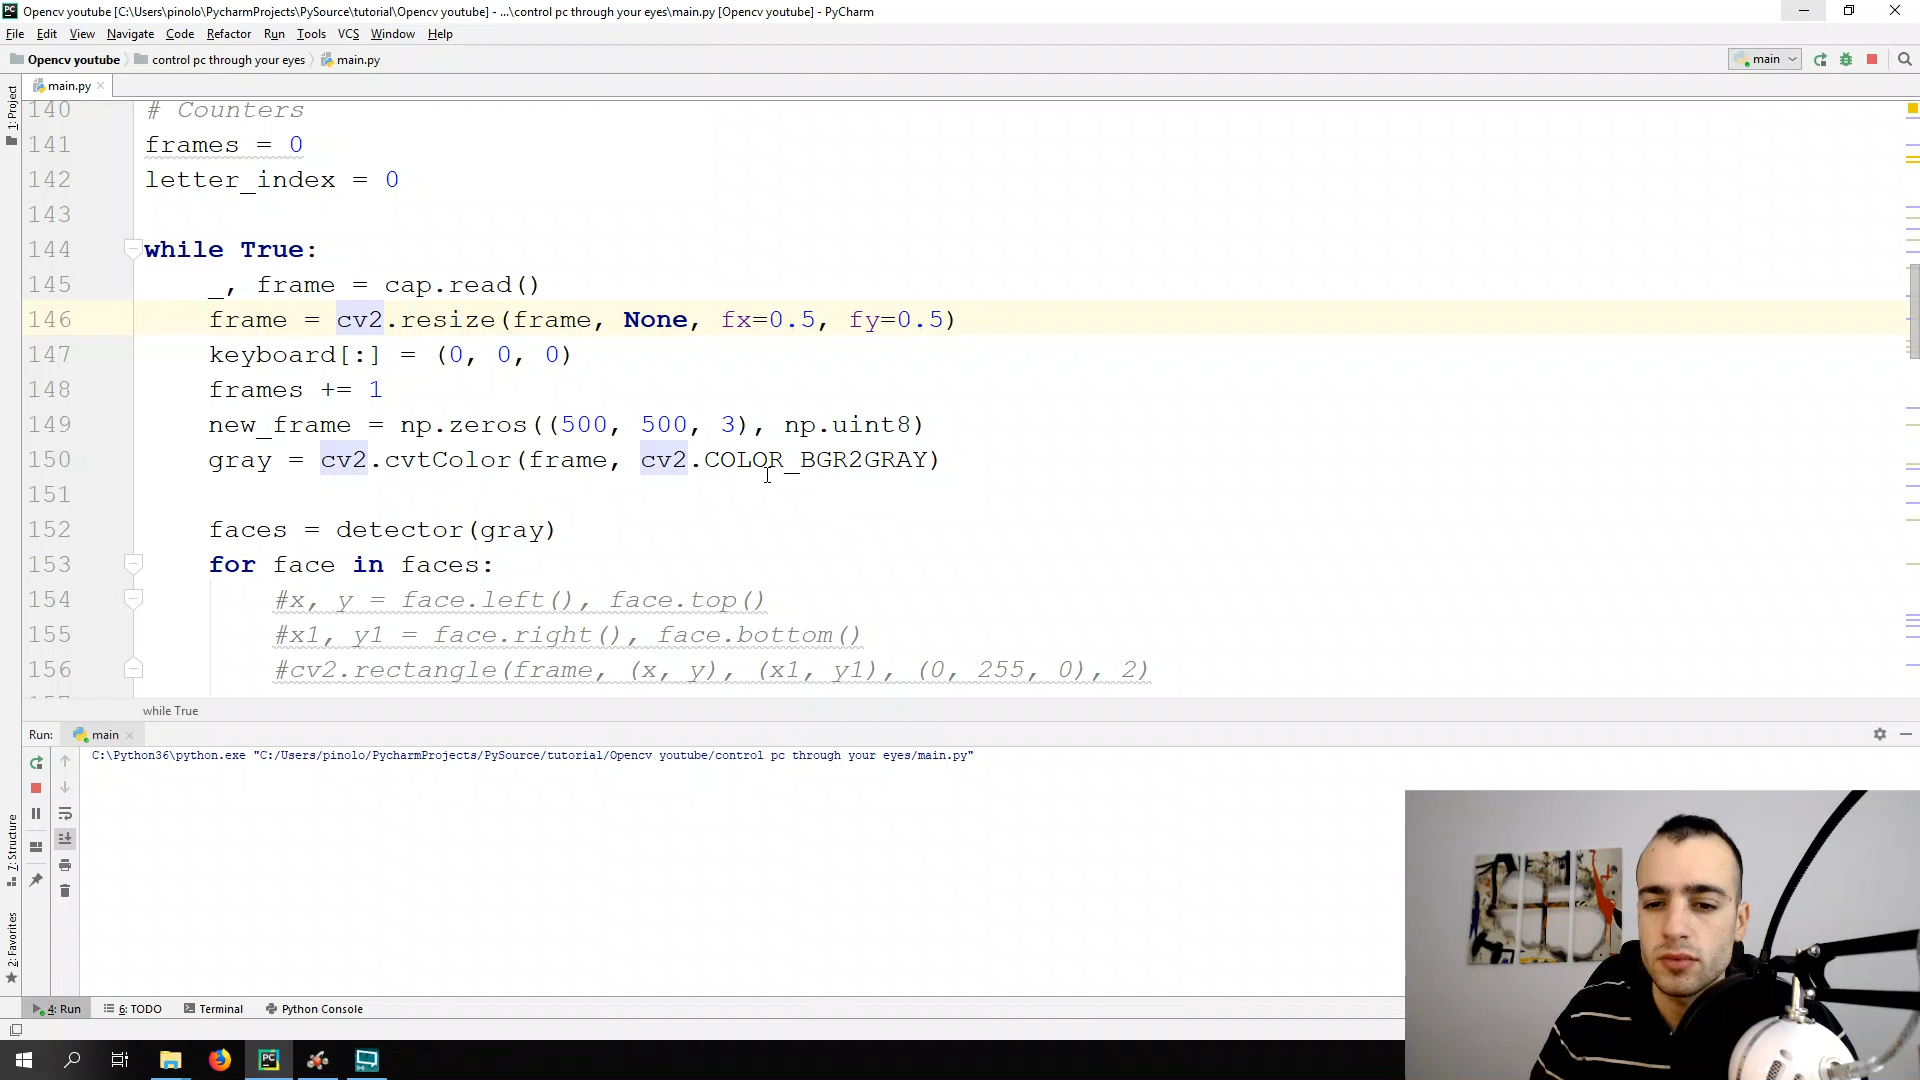 Opencv youtube [C:\Users\pinolo\PycharmProjects\PySource\tutorial\Opencv youtube] - ...\control pc through your eyes\main.py [Opencv youtube] - PyCharm
File Edit View Navigate Code Refactor Run Tools VCS Window Help
Opencv youtube control pc through your eyes main.py main
main.py
1: Project
140 # Counters
141 frames = 0
142 letter_index = 0
143
144 while True:
145 _, frame = cap.read()
146 frame = cv2.resize(frame, None, fx=0.5, fy=0.5)
147 keyboard[:] = (0, 0, 0)
148 frames += 1
149 new_frame = np.zeros((500, 500, 3), np.uint8)
150 gray = cv2.cvtColor(frame, cv2.COLOR_BGR2GRAY)
151
152 faces = detector(gray)
153 for face in faces:
154 #x, y = face.left(), face.top()
155 #x1, y1 = face.right(), face.bottom()
156 #cv2.rectangle(frame, (x, y), (x1, y1), (0, 255, 0), 2)
while True
Run: main
C:\Python36\python.exe "C:/Users/pinolo/PycharmProjects/PySource/tutorial/Opencv youtube/control pc through your eyes/main.py"
7: Structure
2: Favorites
4: Run 6: TODO Terminal Python Console